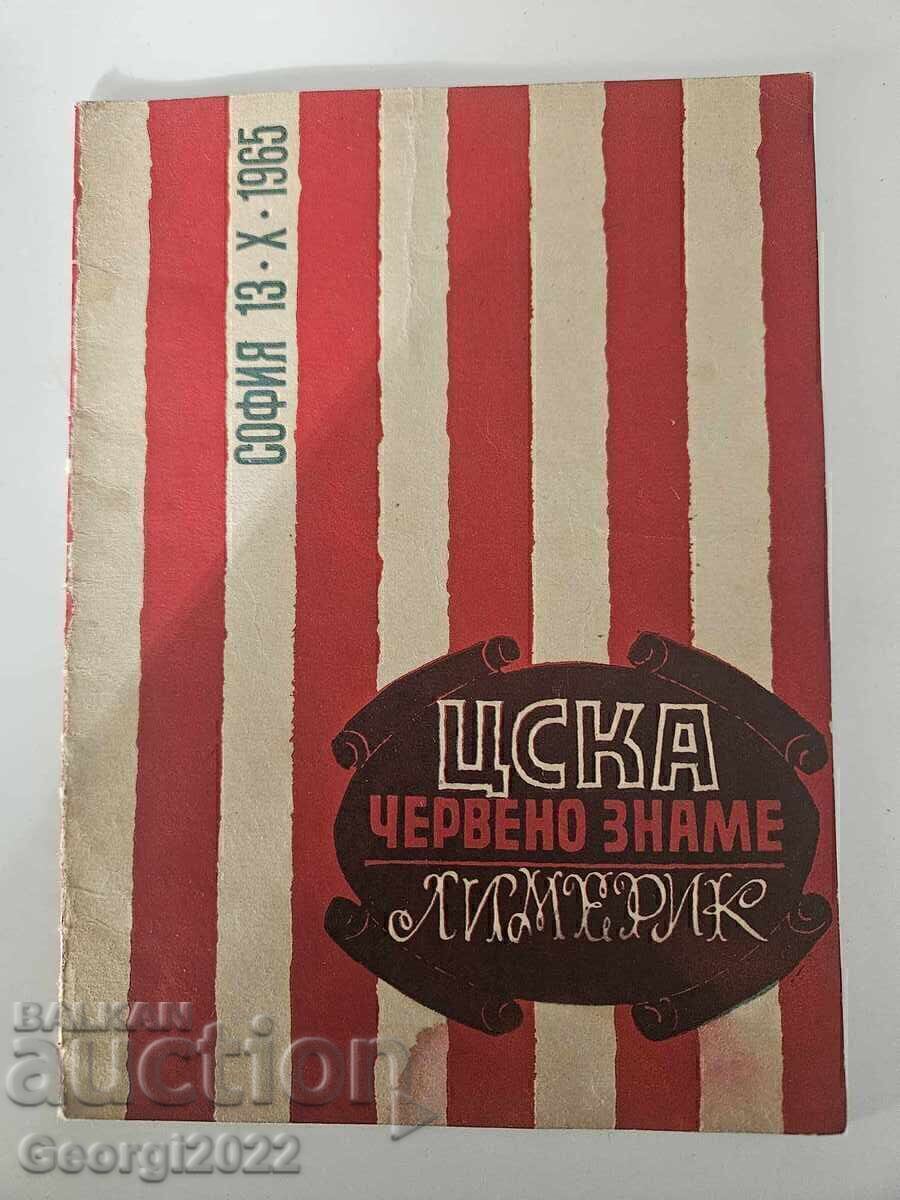 СОФИЯ 13 · X · 1965
ЦСКА
ЧЕРВЕНО ЗНАМЕ
ЛИМЕРИК
BALKAN
auction
Georgi2022